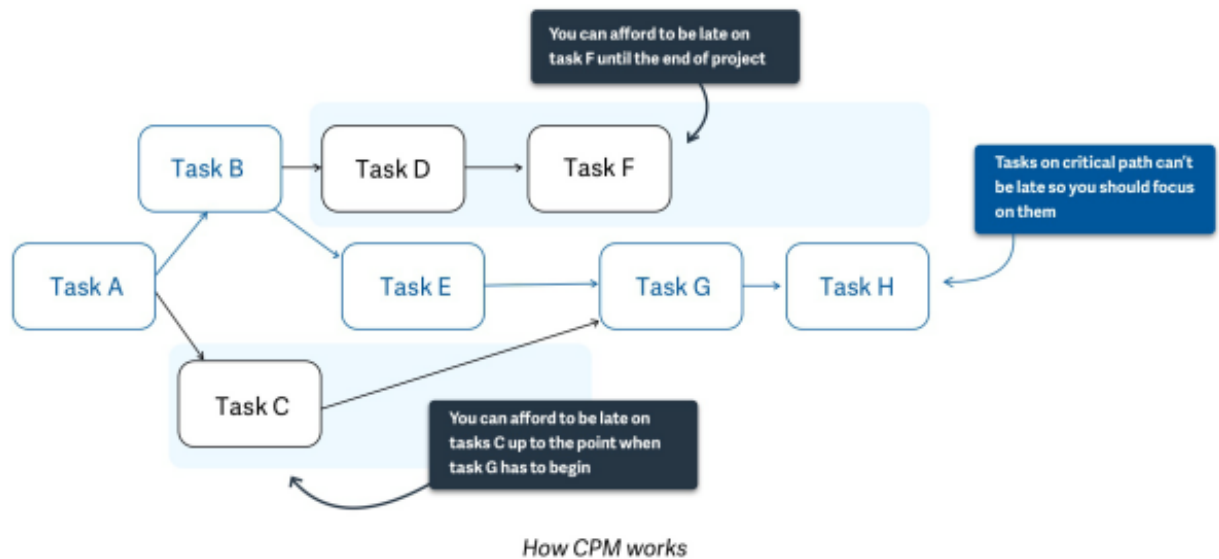 You can afford to be late on
task F until the end of project
Task B
Task D
Task F
Tasks on critical path can't
be late so you should focus
on them
Task A
Task E
Task G
Task H
Task C
You can afford to be late on
tasks C up to the point when
task G has to begin
How CPM works